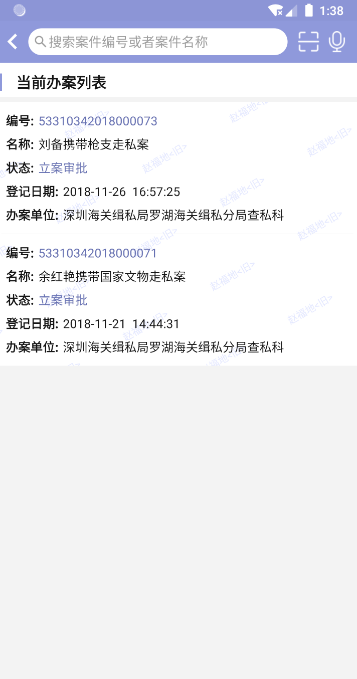 1:38
搜索案件编号或者案件名称
当前办案列表
编号: 53310342018000073
名称: 刘备携带枪支走私案
状态: 立案审批
登记日期: 2018-11-26 16:57:25
办案单位: 深圳海关缉私局罗湖海关缉私分局查私科
编号: 53310342018000071
名称: 余红艳携带国家文物走私案
状态: 立案审批
登记日期: 2018-11-21 14:44:31
办案单位: 深圳海关缉私局罗湖海关缉私分局查私科
赵福地<旧>